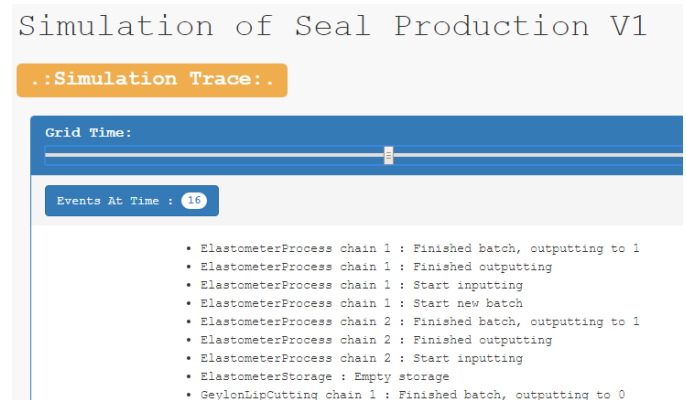 Simulation of Seal Production V1
.:Simulation Trace:.
Grid Time:
Events At Time : 16
• ElastometerProcess chain 1 : Finished batch, outputting to 1
• ElastometerProcess chain 1 : Finished outputting
• ElastometerProcess chain 1 : Start inputting
• ElastometerProcess chain 1 : Start new batch
• ElastometerProcess chain 2 : Finished batch, outputting to 1
• ElastometerProcess chain 2 : Finished outputting
• ElastometerProcess chain 2 : Start inputting
• ElastometerStorage : Empty storage
• GeylonLipCutting chain 1 : Finished batch, outputting to 0